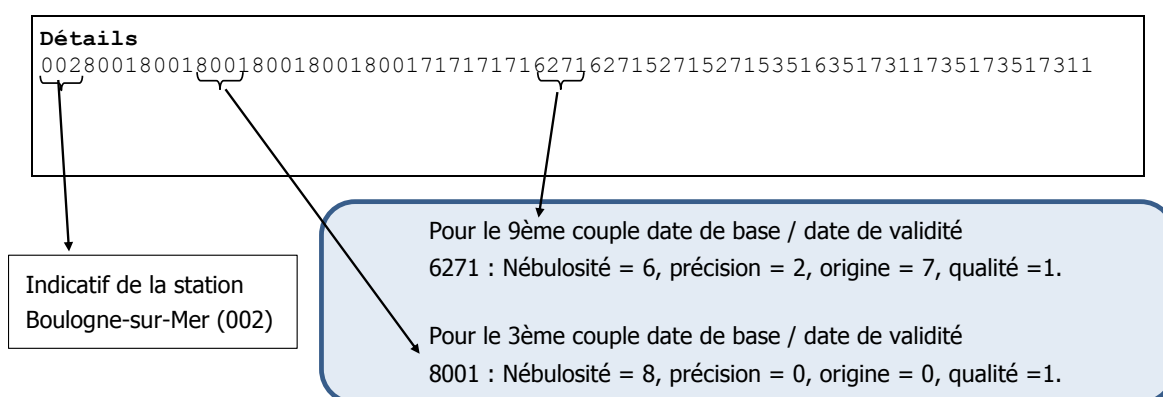 Détails
002800180018001800180018001717171716271627152715271535163517311735173517311
Pour le 9ème couple date de base / date de validité
6271 : Nébulosité = 6, précision = 2, origine = 7, qualité =1.
Indicatif de la station
Boulogne-sur-Mer (002)
Pour le 3ème couple date de base / date de validité
8001 : Nébulosité = 8, précision = 0, origine = 0, qualité =1.